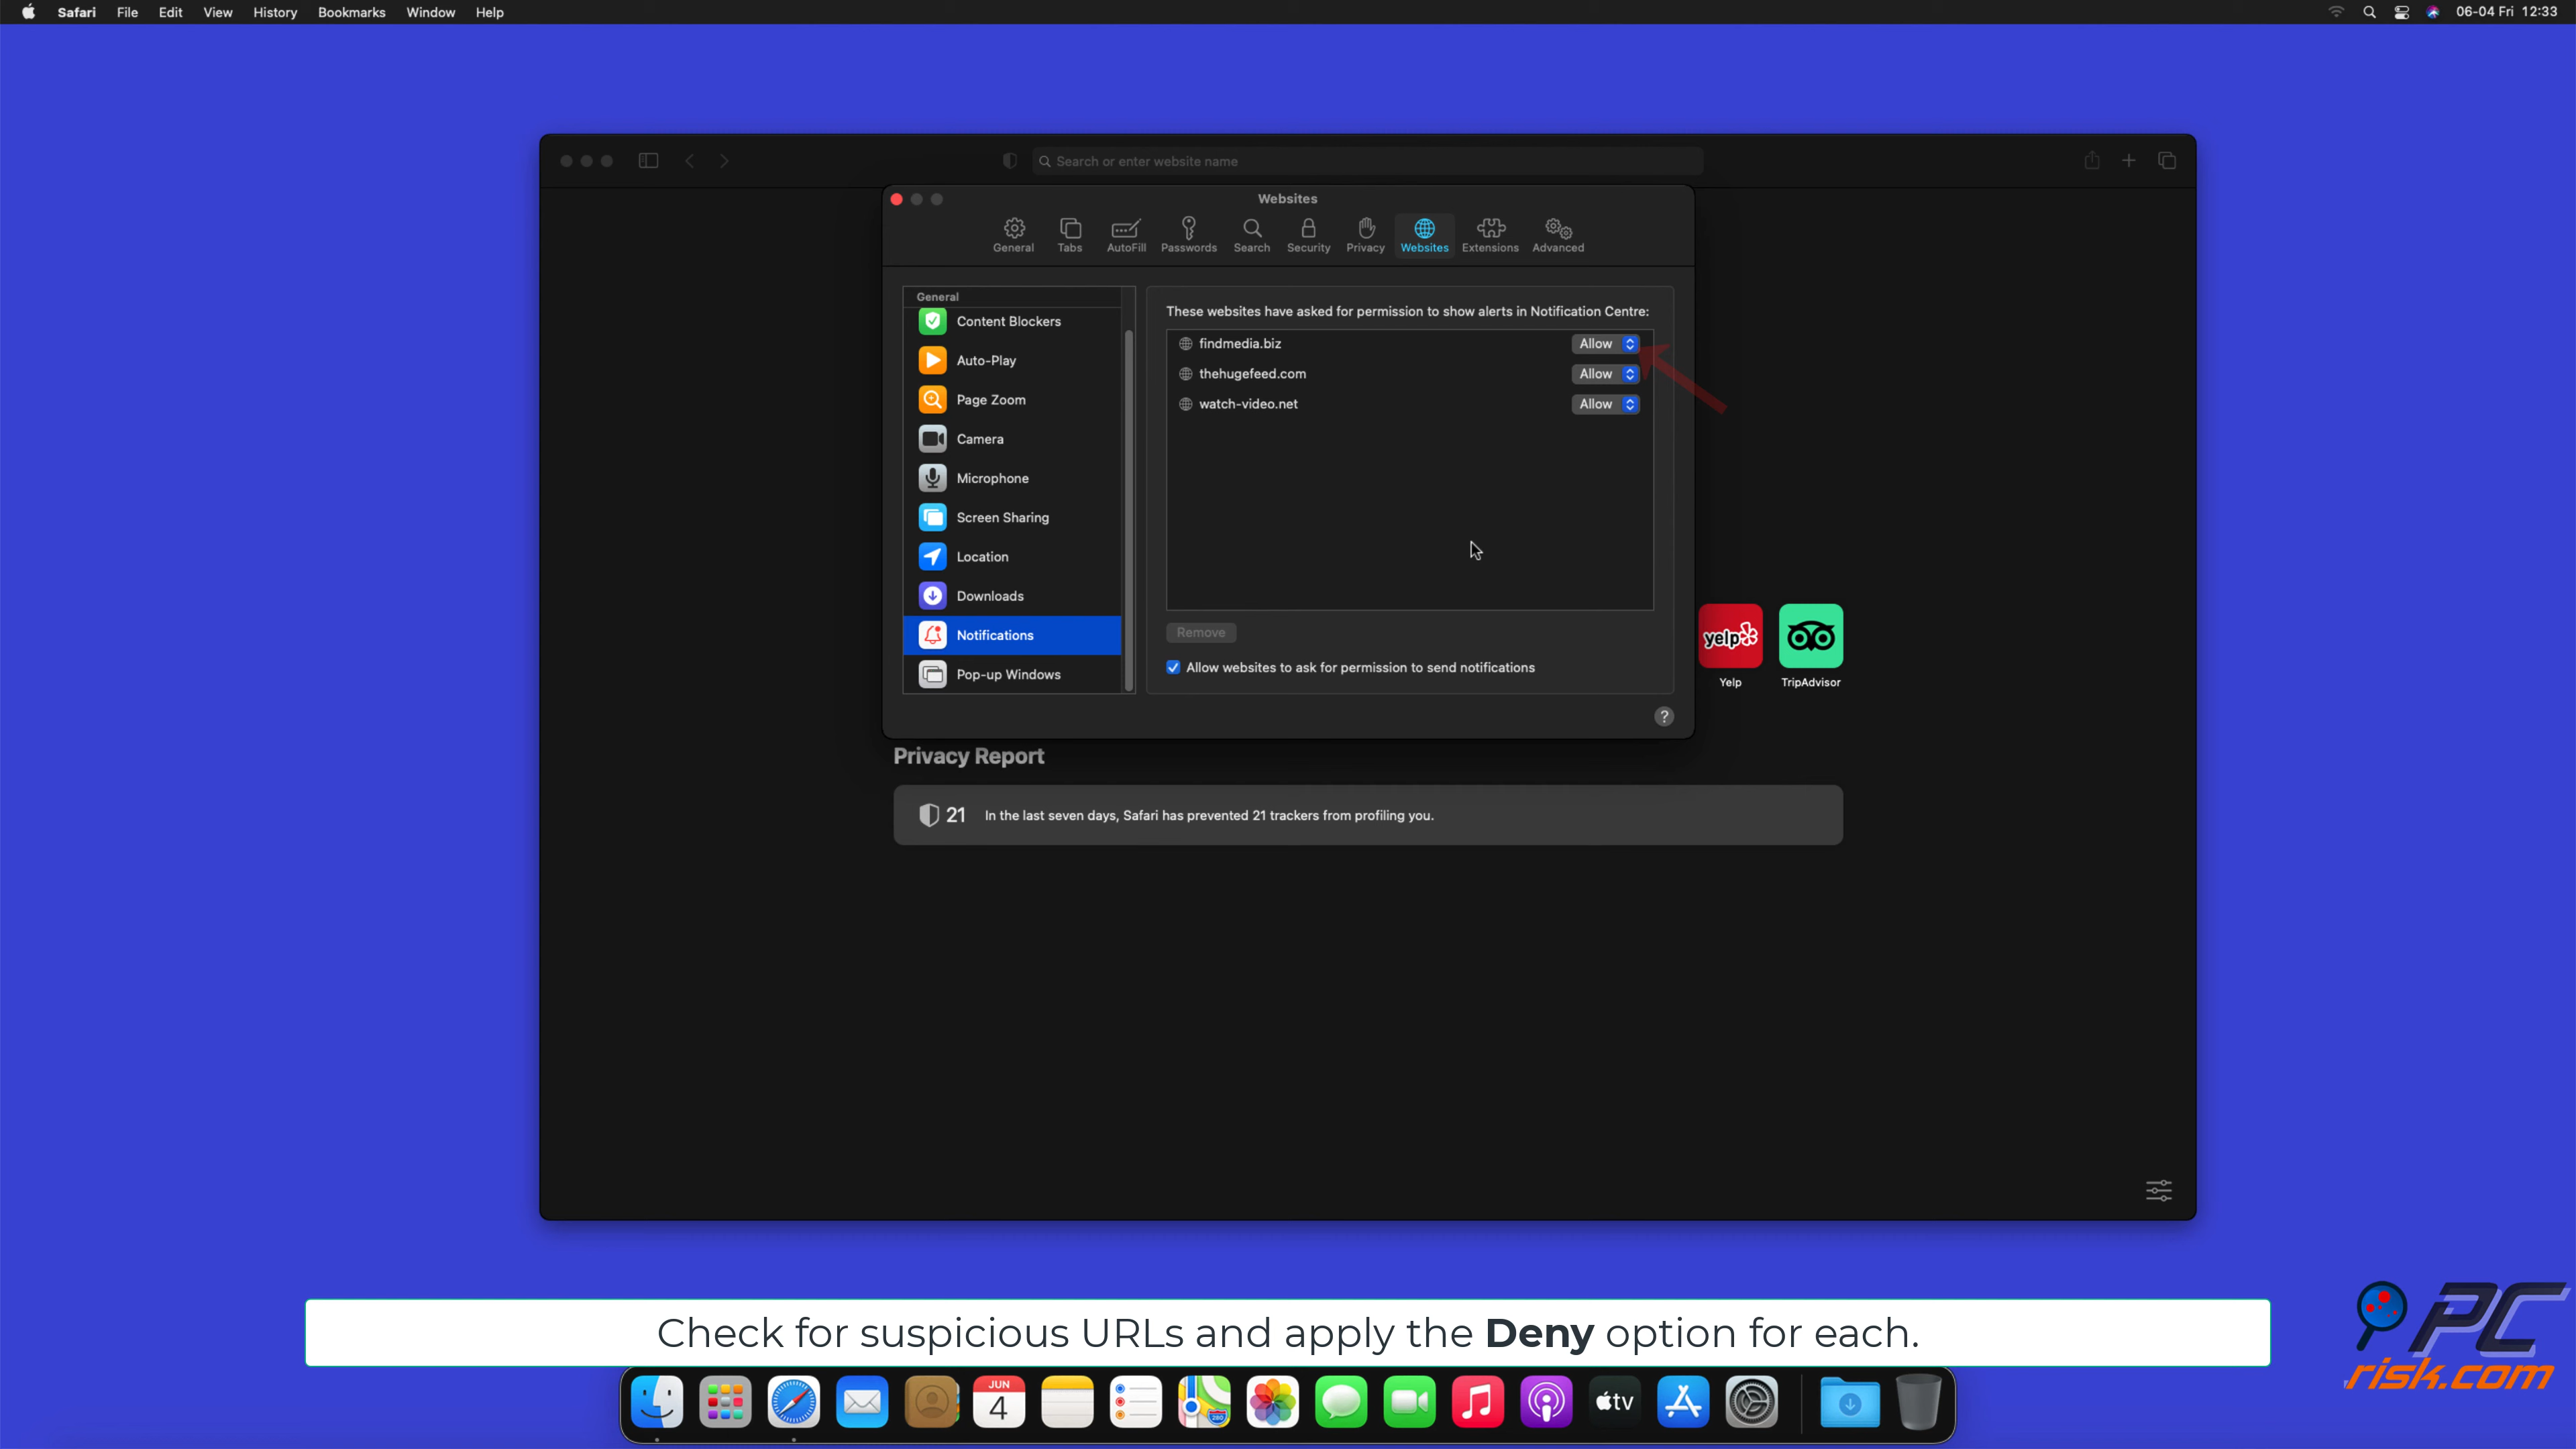 Safari File Edit View History Bookmarks Window Help
06-04 Fri 12:33
Search or enter website name
Websites
General Tabs AutoFill Passwords Search Security Privacy Websites Extensions Advanced
General
Content Blockers
Auto-Play
Page Zoom
Camera
Microphone
Screen Sharing
Location
Downloads
Notifications
Pop-up Windows
These websites have asked for permission to show alerts in Notification Centre:
findmedia.biz Allow
thehugefeed.com Allow
watch-video.net Allow
Remove
Allow websites to ask for permission to send notifications
?
yelp
Yelp TripAdvisor
Privacy Report
21 In the last seven days, Safari has prevented 21 trackers from profiling you.
Check for suspicious URLs and apply the Deny option for each.
PC
risk.com
JUN
4
280
tv